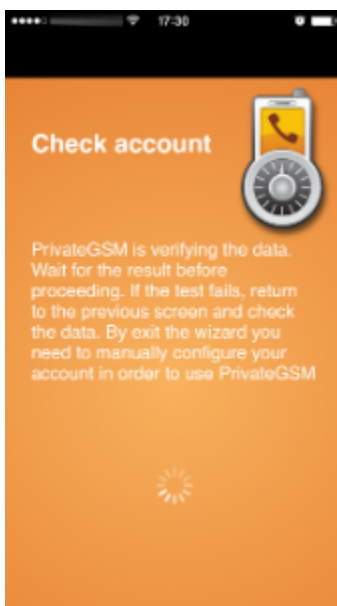 17:30
Check account
PrivateGSM is verifying the data.
Wait for the result before
proceeding. If the test fails, return
to the previous screen and check
the data. By exit the wizard you
need to manually configure your
account in order to use PrivateGSM